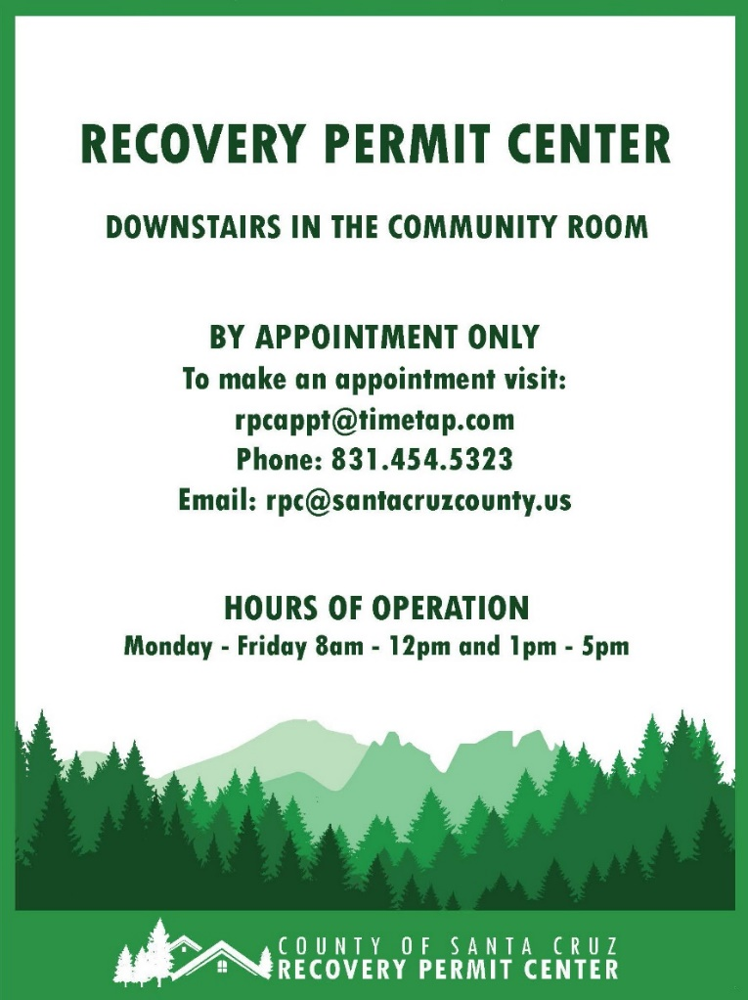 RECOVERY PERMIT CENTER
DOWNSTAIRS IN THE COMMUNITY ROOM
BY APPOINTMENT ONLY
To make an appointment visit:
rpcappt@timetap.com
Phone: 831.454.5323
Email: rpc@santacruzcounty.us
HOURS OF OPERATION
Monday - Friday 8am - 12pm and 1pm - 5pm
COUNTY OF SANTA CRUZ
RECOVERY PERMIT CENTER